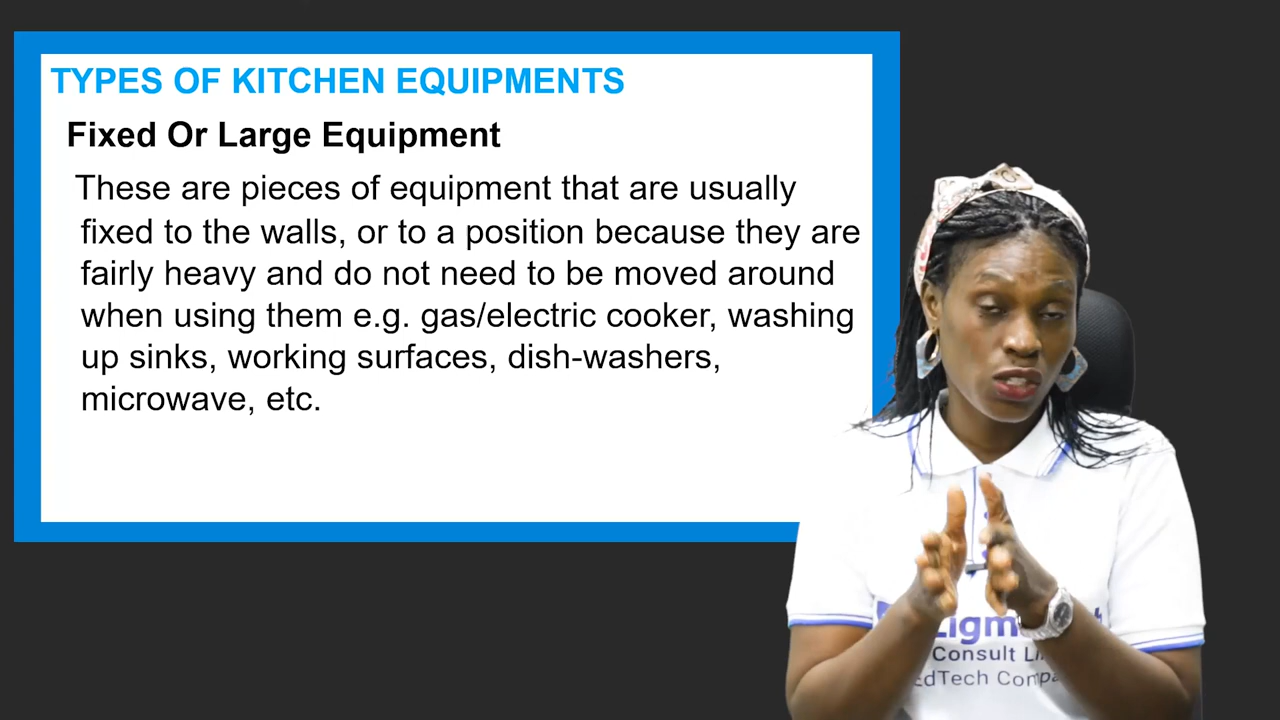 TYPES OF KITCHEN EQUIPMENTS
Fixed Or Large Equipment
These are pieces of equipment that are usually
fixed to the walls, or to a position because they are
fairly heavy and do not need to be moved around
when using them e.g. gas/electric cooker, washing
up sinks, working surfaces, dish-washers,
microwave, etc.
Consult